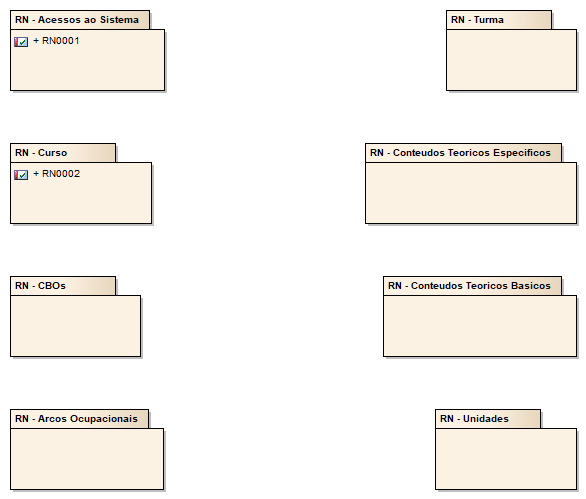 RN - Acessos ao Sistema
+ RN0001
RN - Turma
RN - Curso
+ RN0002
RN - Conteudos Teoricos Especificos
RN - CBOs
RN - Conteudos Teoricos Basicos
RN - Arcos Ocupacionais
RN - Unidades